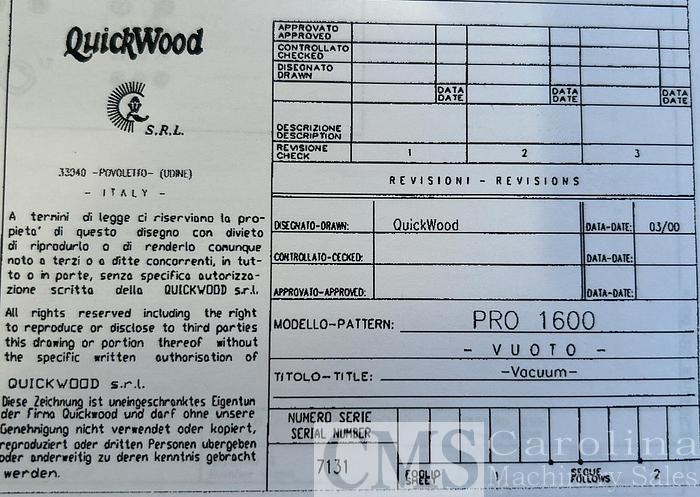 QuickWood
S.R.L.
33040 -POVOLETTO- (UDINE)
- ITALY -
A termini di legge ci riserviamo la pro-
pieta' di questo disegno con divieto
di riprodurlo o di renderlo comunque
noto a terzi o a ditte concorrenti, in tut-
to o in parte, senza specifica autorizza-
zione scritta della QUICKWOOD s.r.l.
All rights reserved including the right
to reproduce or disclose to third parties
this drawing or portion thereof without
the specific written authorisation of
QUICKWOOD s.r.l.
Diese Zeichnung ist uneingeschranktes Eigentun
der Firma Quickwood und darf ohne unsere
Genehnigung nicht verwendet oder kopiert,
reproduziert oder dritten Personen ubergeben
oder anderweitig zu deren kenntnis gebracht
werden.
APPROVATO
APPROVED
CONTROLLATO
CHECKED
DISEGNATO
DRAWN
DATA DATA DATA
DATE DATE DATE
DESCRIZIONE
DESCRIPTION
REVISIONE
CHECK 1 2 3
REVISIONI - REVISIONS
DISEGNATO-DRAWN: QuickWood DATA-DATE: 03/00
CONTROLLATO-CECKED: DATA-DATE:
APPROVATO-APPROVED: DATA-DATE:
MODELLO-PATTERN: PRO 1600
- VUOTO -
TITOLO-TITLE: -Vacuum-
NUMERO SERIE
SERIAL NUMBER
7131
FOGLIO
SHEET 1
SEGUE
FOLLOWS 2
CMS Carolina
Machinery Sales